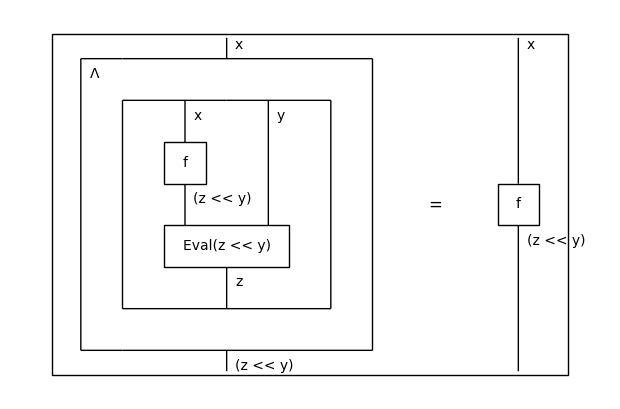 x
x
Λ
x
y
f
(z << y)
=
f
Eval(z << y)
(z << y)
z
(z << y)